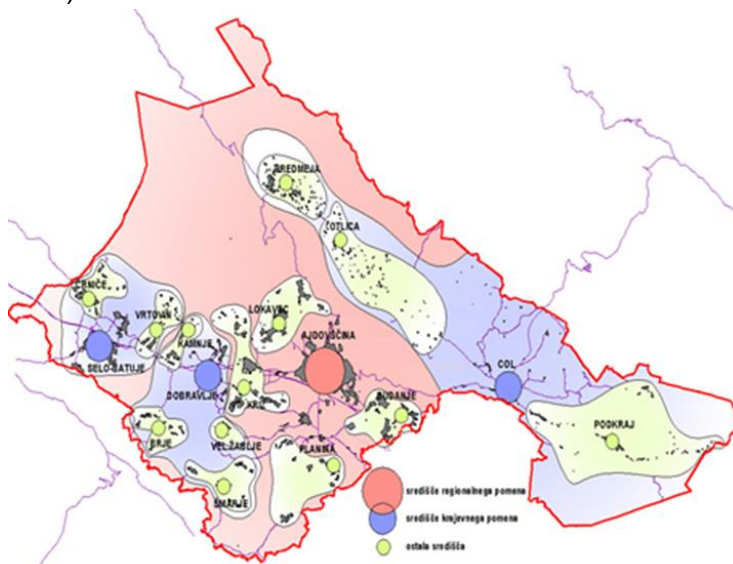 PREDMEJA
OTLICA
ČRNIČE
VRTOVIN
KAMNJE
LOKAVEC
AJDOVŠČINA
SELO-BATUJE
DOBRAVLJE
COL
BUDANJE
PODKRAJ
BRJE
VEL.ŽABLJE
PLANINA
ŠMARJE
središče regionalnega pomena
središče krajevnega pomena
ostala središča